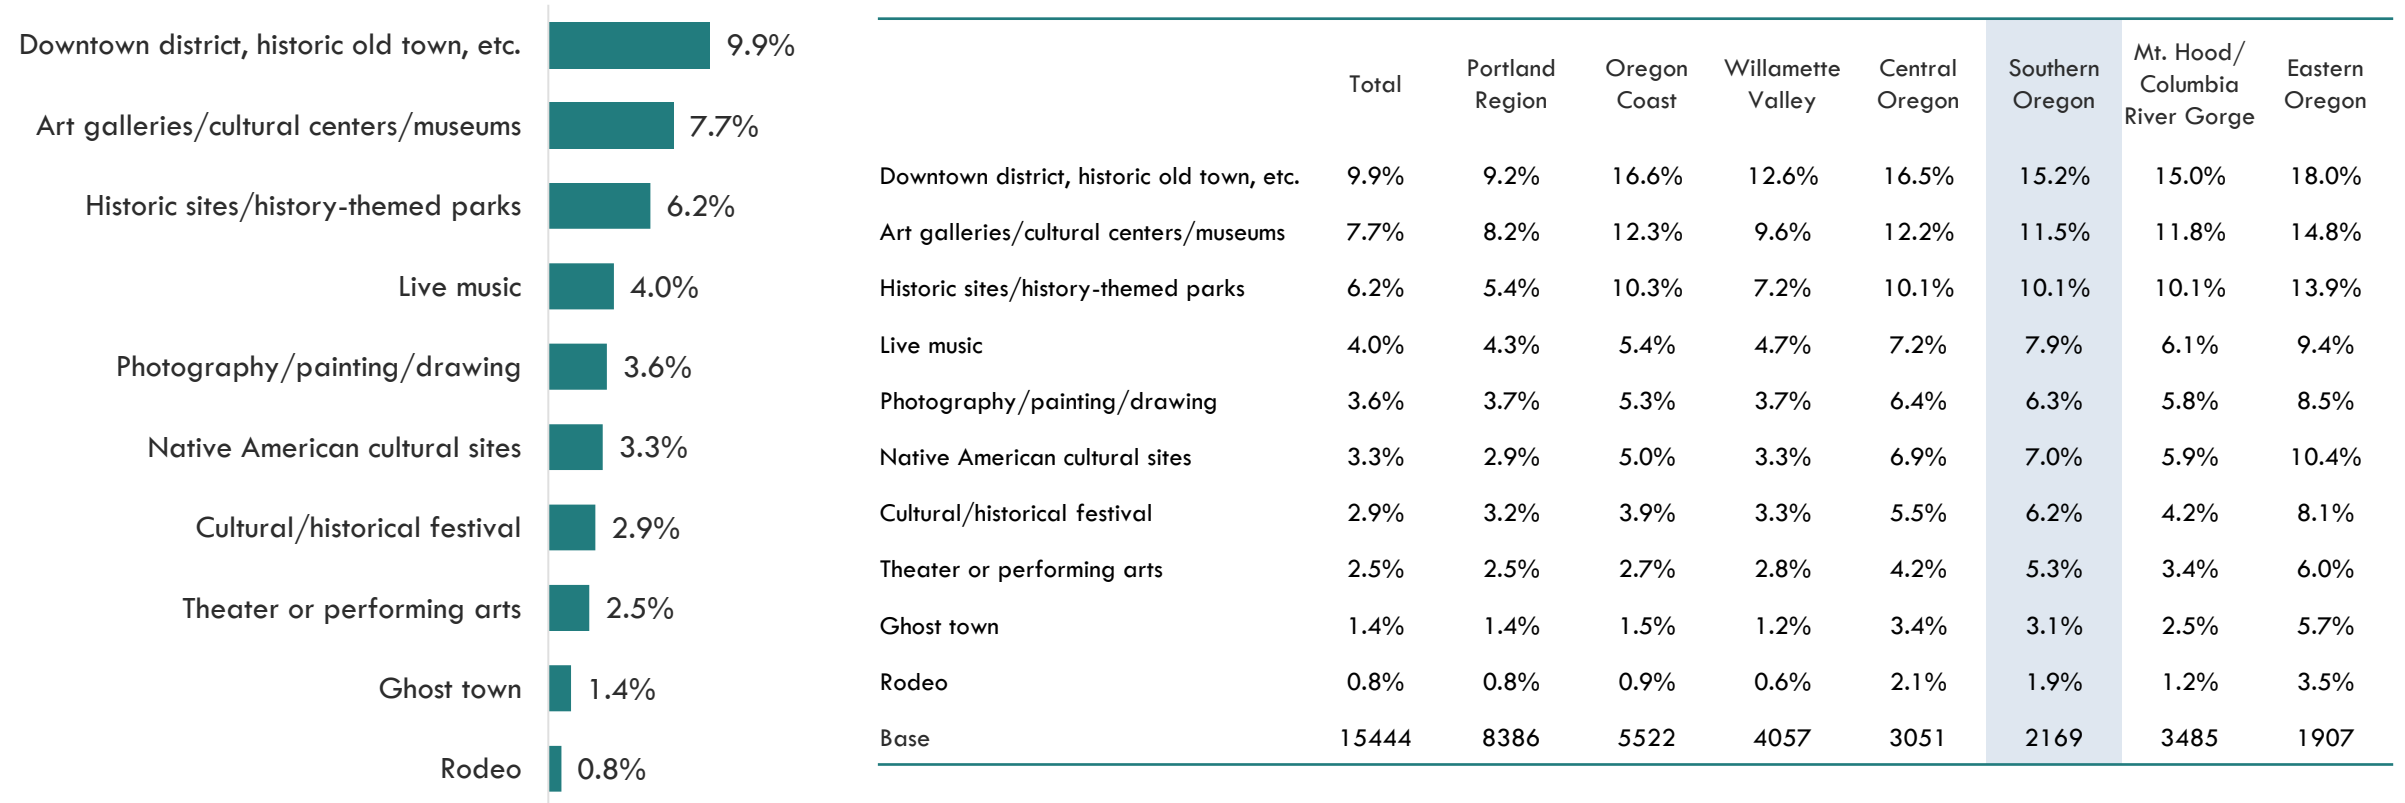 Downtown district, historic old town, etc. 9.9%
Art galleries/cultural centers/museums 7.7%
Historic sites/history-themed parks 6.2%
Live music 4.0%
Photography/painting/drawing 3.6%
Native American cultural sites 3.3%
Cultural/historical festival 2.9%
Theater or performing arts 2.5%
Ghost town 1.4%
Rodeo 0.8%
Total
Portland
Region
Oregon
Coast
Willamette
Valley
Central
Oregon
Southern
Oregon
Mt. Hood/
Columbia
River Gorge
Eastern
Oregon
Downtown district, historic old town, etc. 9.9% 9.2% 16.6% 12.6% 16.5% 15.2% 15.0% 18.0%
Art galleries/cultural centers/museums 7.7% 8.2% 12.3% 9.6% 12.2% 11.5% 11.8% 14.8%
Historic sites/history-themed parks 6.2% 5.4% 10.3% 7.2% 10.1% 10.1% 10.1% 13.9%
Live music 4.0% 4.3% 5.4% 4.7% 7.2% 7.9% 6.1% 9.4%
Photography/painting/drawing 3.6% 3.7% 5.3% 3.7% 6.4% 6.3% 5.8% 8.5%
Native American cultural sites 3.3% 2.9% 5.0% 3.3% 6.9% 7.0% 5.9% 10.4%
Cultural/historical festival 2.9% 3.2% 3.9% 3.3% 5.5% 6.2% 4.2% 8.1%
Theater or performing arts 2.5% 2.5% 2.7% 2.8% 4.2% 5.3% 3.4% 6.0%
Ghost town 1.4% 1.4% 1.5% 1.2% 3.4% 3.1% 2.5% 5.7%
Rodeo 0.8% 0.8% 0.9% 0.6% 2.1% 1.9% 1.2% 3.5%
Base 15444 8386 5522 4057 3051 2169 3485 1907